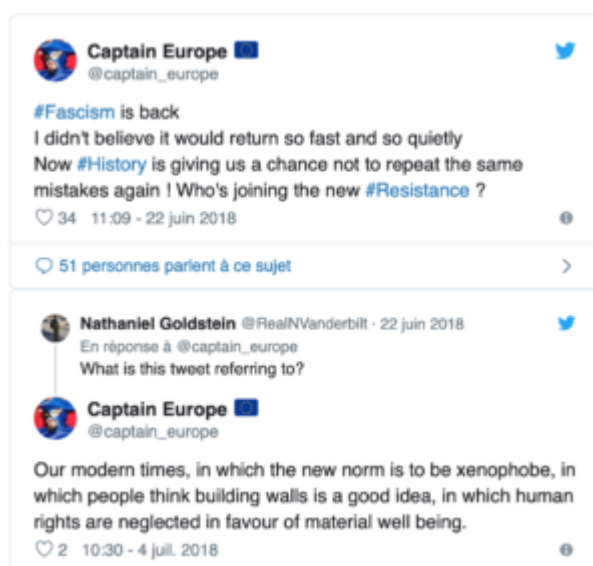 Captain Europe
@captain_europe
#Fascism is back
I didn't believe it would return so fast and so quietly
Now #History is giving us a chance not to repeat the same
mistakes again ! Who's joining the new #Resistance ?
34 11:09 - 22 juin 2018
51 personnes parlent à ce sujet
Nathaniel Goldstein @RealNVanderbilt · 22 juin 2018
En réponse à @captain_europe
What is this tweet referring to?
Captain Europe
@captain_europe
Our modern times, in which the new norm is to be xenophobe, in
which people think building walls is a good idea, in which human
rights are neglected in favour of material well being.
2 10:30 - 4 juil. 2018